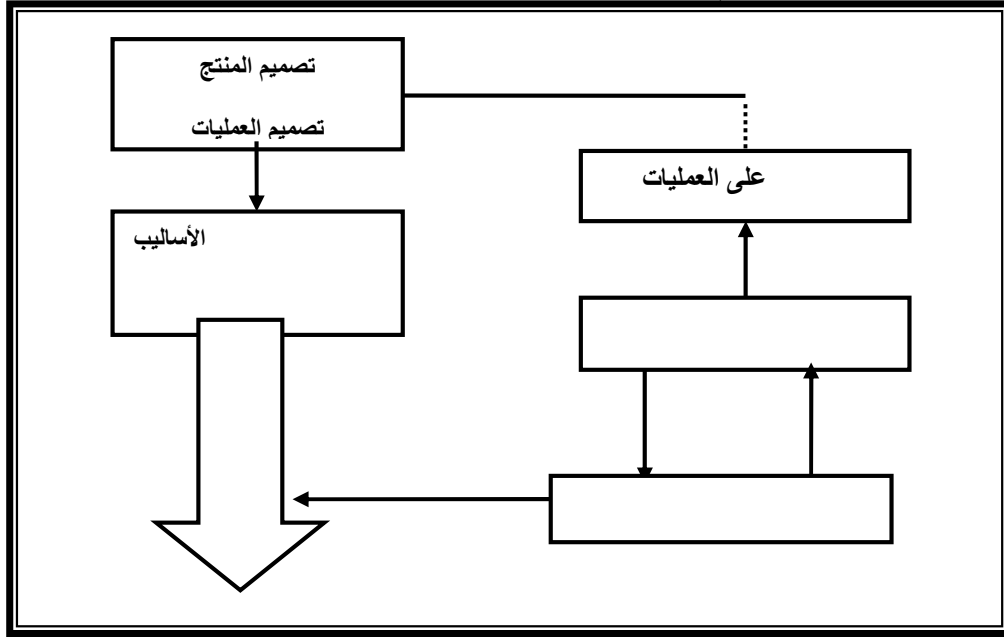 تصميم المنتج
تصميم العمليات
على العمليات
الأساليب